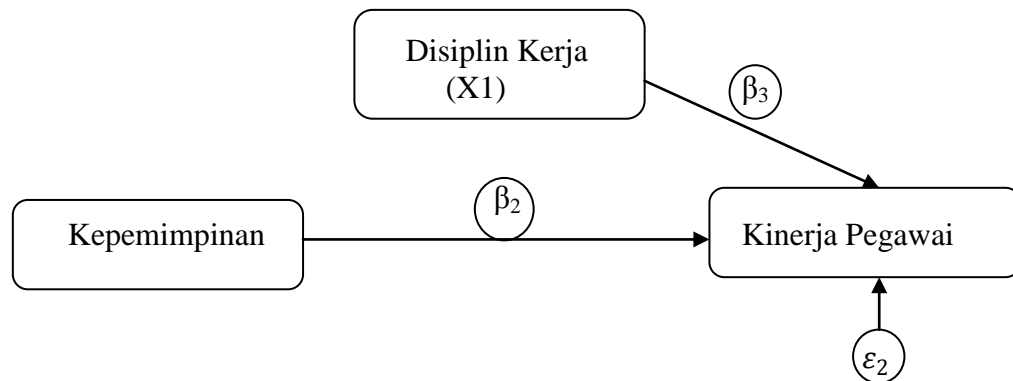 Disiplin Kerja
(X1)
β₃
β₂
Kepemimpinan
Kinerja Pegawai
ε₂